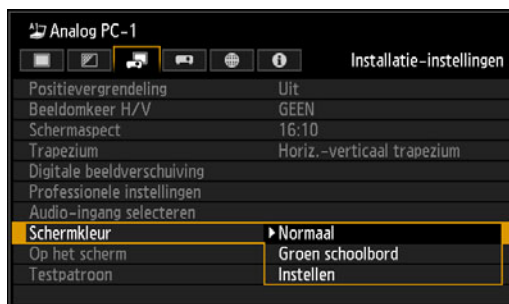 Analog PC-1
Installatie-instellingen
Positievergrendeling Uit
Beeldomkeer H/V GEEN
Schermaspect 16:10
Trapezium Horiz.-verticaal trapezium
Digitale beeldverschuiving
Professionele instellingen
Audio-ingang selecteren
Schermkleur Normaal
Op het scherm Groen schoolbord
Testpatroon Instellen